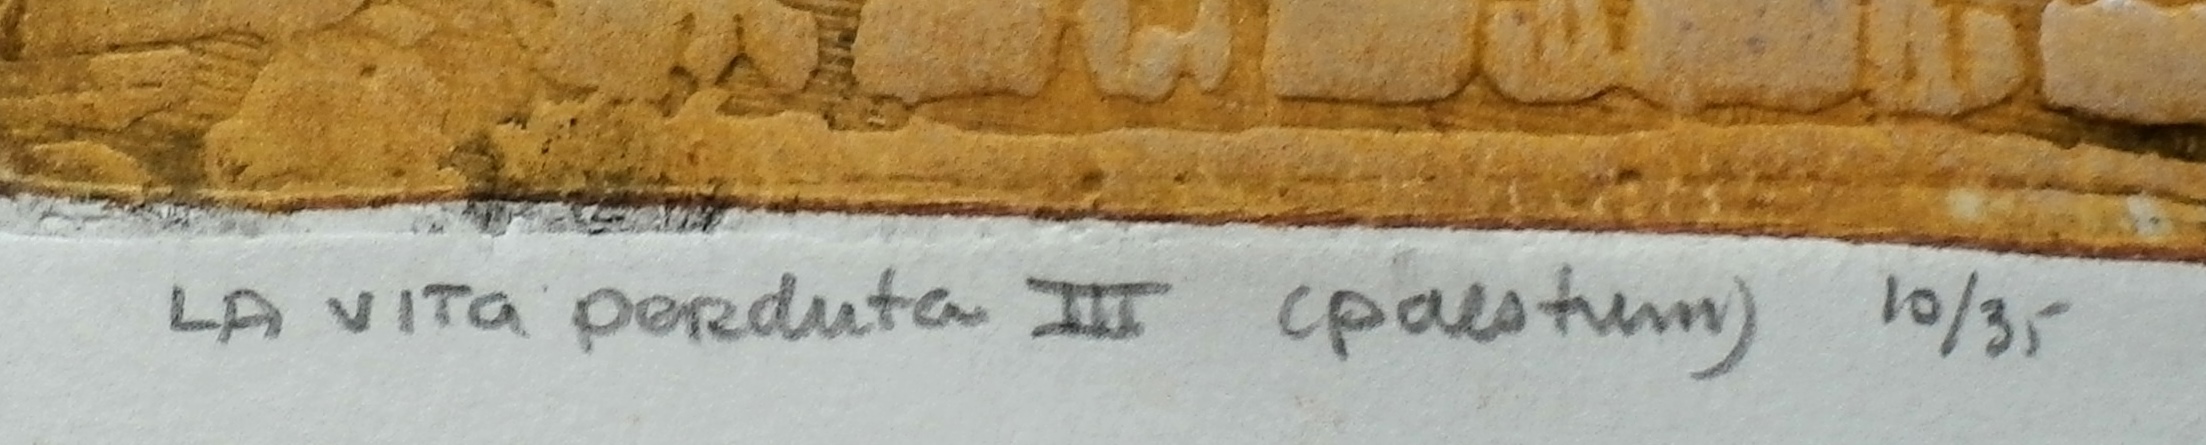 LA VITa perduta III (paestum) 10/35